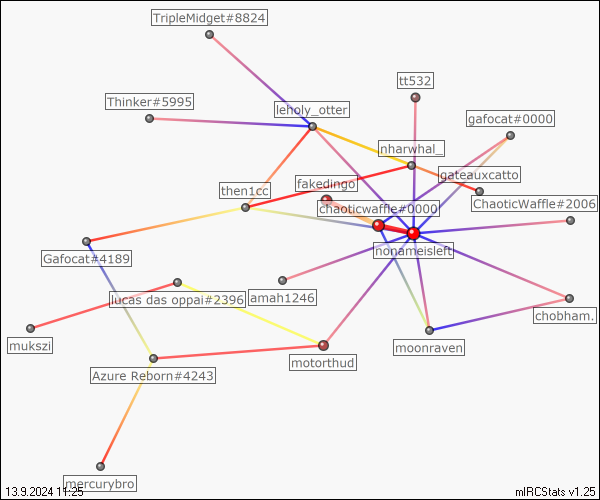 TripleMidget#8824
tt532
Thinker#5995
leholy_otter
gafocat#0000
nharwhal_
gateauxcatto
fakedingo
then1cc
ChaoticWaffle#2006
chaoticwaffle#0000
nonameisleft
Gafocat#4189
lucas das oppai#2396
amah1246
chobham.
mukszi
moonraven
motorthud
Azure Reborn#4243
mercurybro
13.9.2024 11:25
mIRCStats v1.25